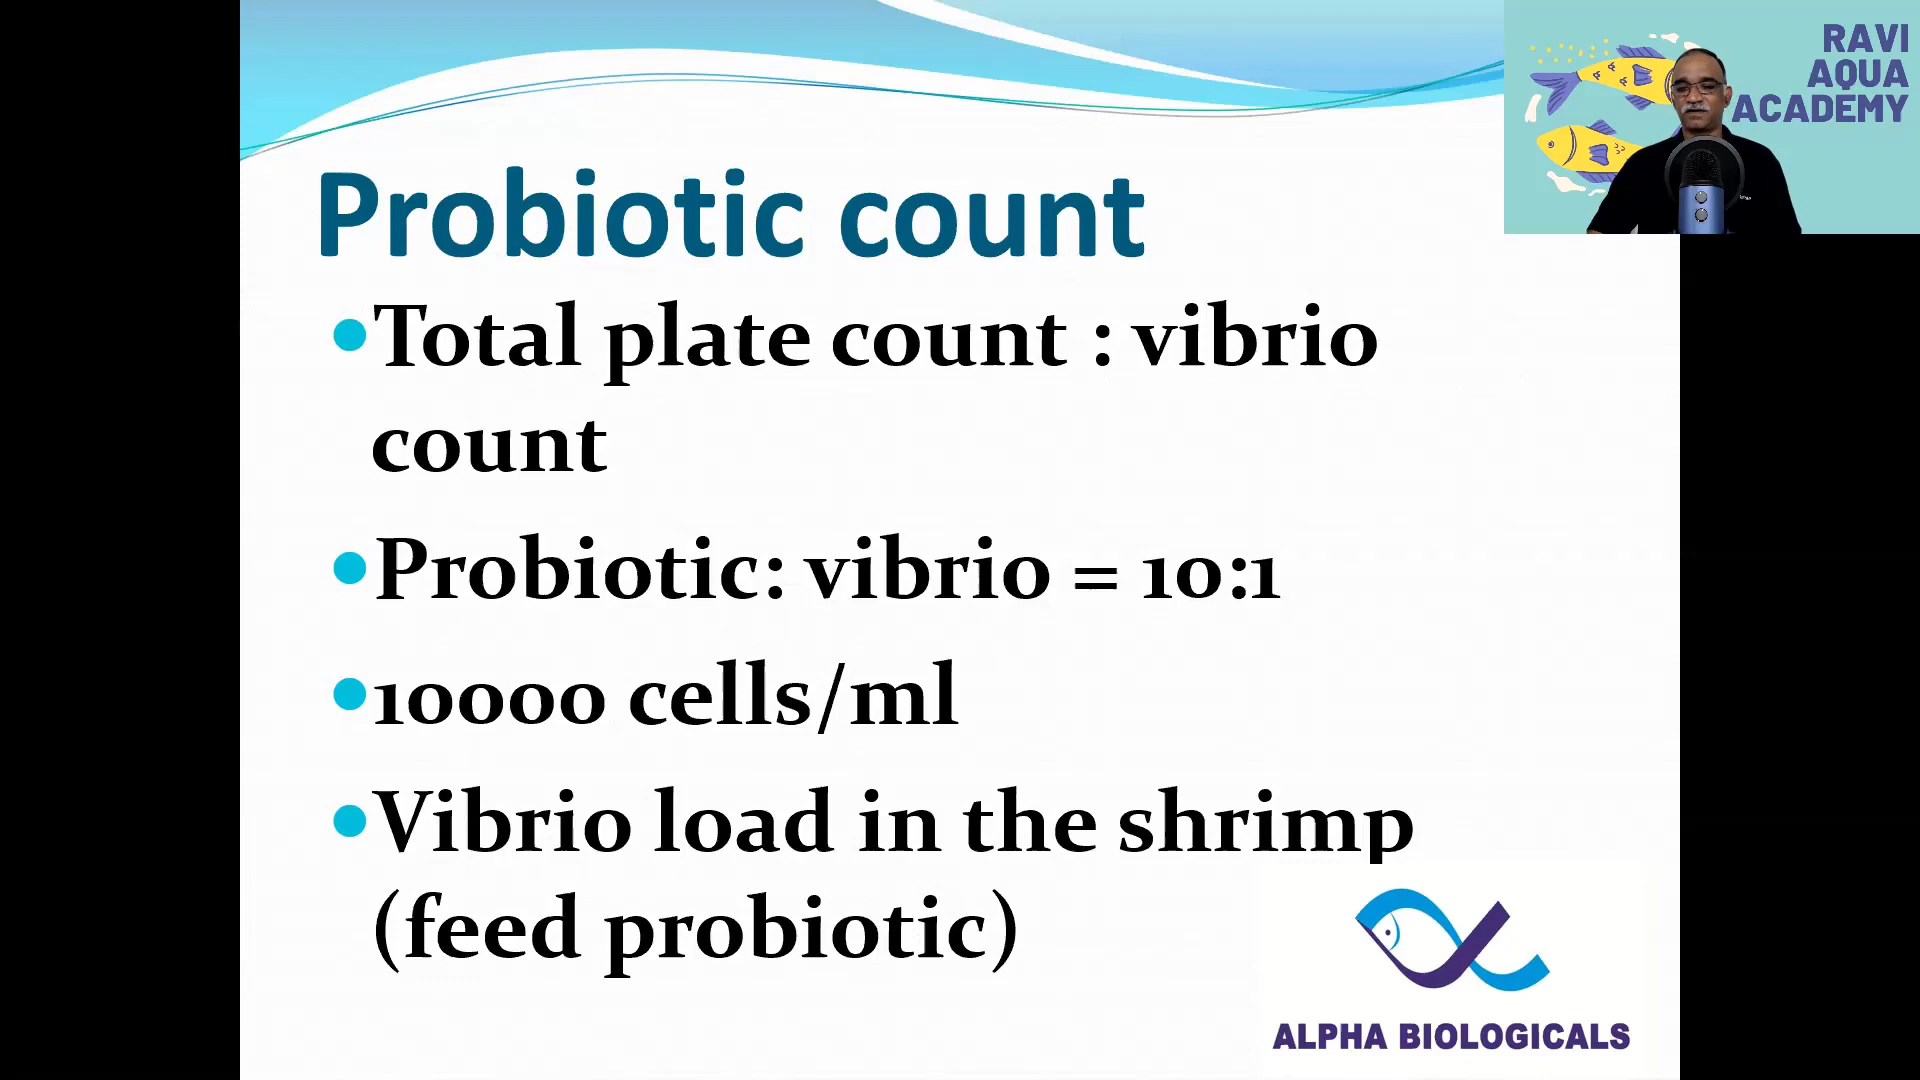 RAVI
AQUA
ACADEMY
Probiotic count
•Total plate count : vibrio
count
•Probiotic: vibrio = 10:1
•10000 cells/ml
•Vibrio load in the shrimp
(feed probiotic)
ALPHA BIOLOGICALS